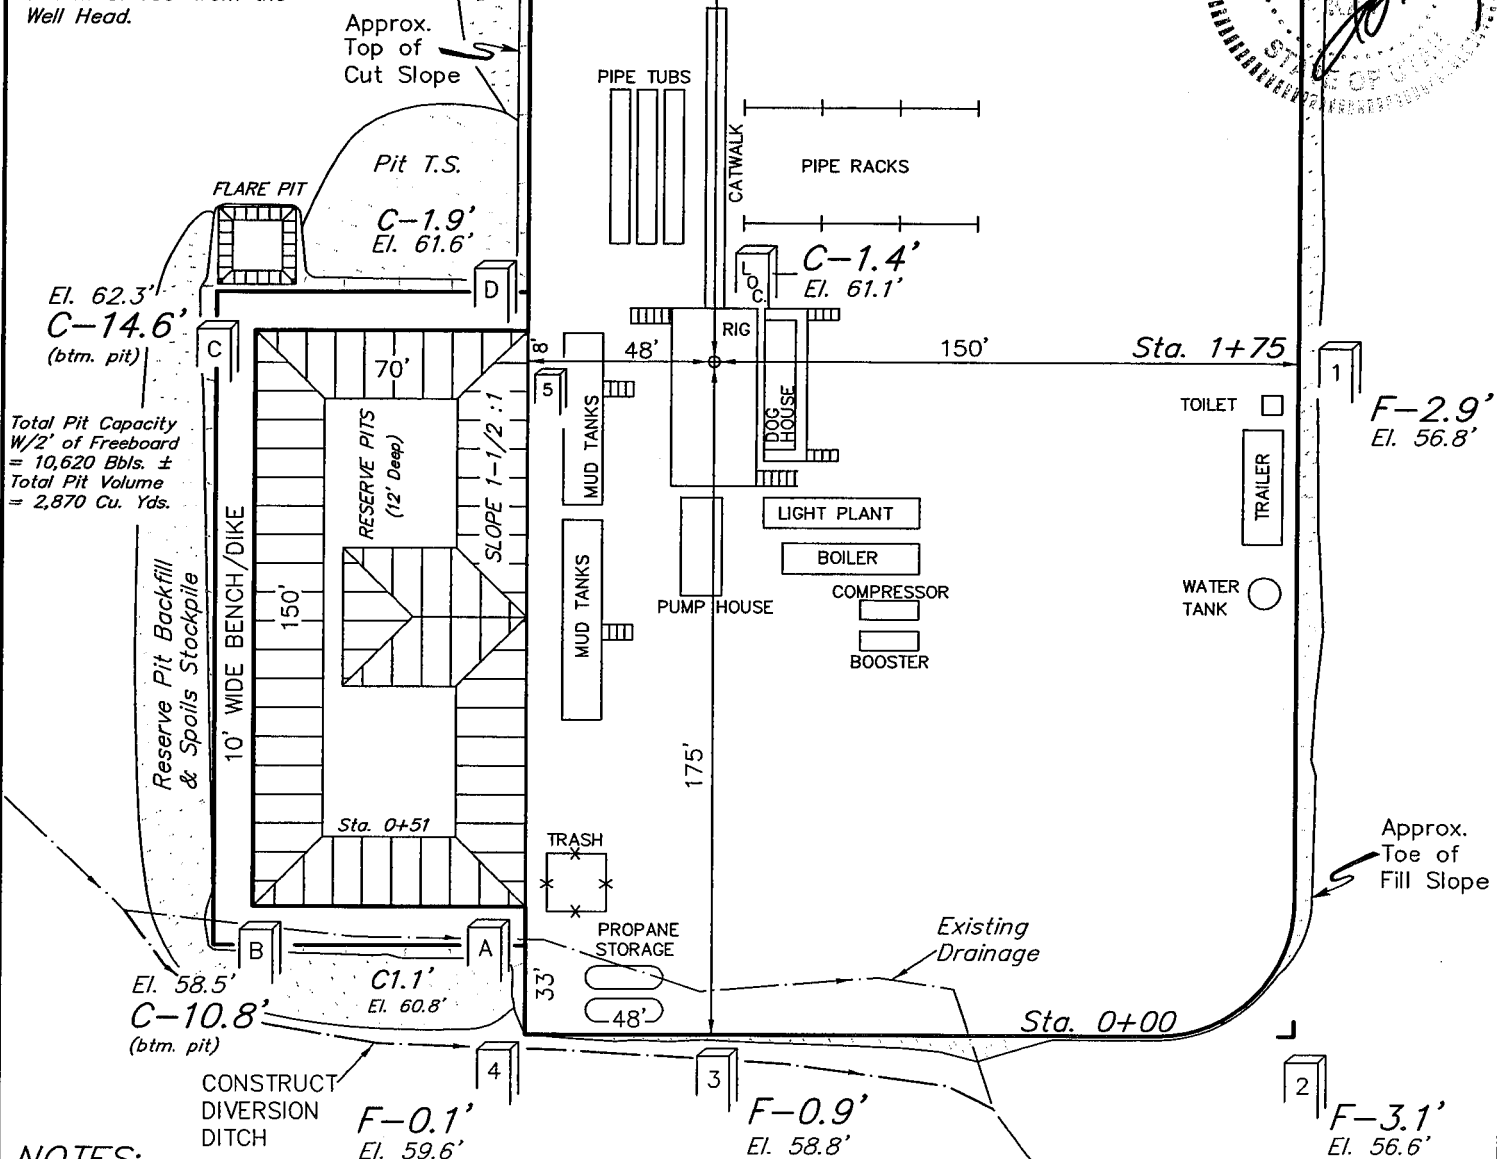 Well Head.
Approx.
Top of
Cut Slope
STATE OF UTAH
PIPE TUBS
CATWALK
PIPE RACKS
Pit T.S.
FLARE PIT
C-1.9'
El. 61.6'
L
O
C.
C-1.4'
El. 61.1'
D
El. 62.3'
C-14.6'
(btm. pit)
C
RIG
8'
48'
150'
Sta. 1+75
1
70'
5
DOG
HOUSE
TOILET
F-2.9'
El. 56.8'
Total Pit Capacity
W/2' of Freeboard
= 10,620 Bbls. ±
Total Pit Volume
= 2,870 Cu. Yds.
RESERVE PITS
(12' Deep)
SLOPE 1-1/2 :1
MUD TANKS
TRAILER
LIGHT PLANT
BOILER
COMPRESSOR
PUMP HOUSE
BOOSTER
WATER
TANK
MUD TANKS
150'
10' WIDE BENCH/DIKE
Reserve Pit Backfill
& Spoils Stockpile
175'
Sta. 0+51
TRASH
Approx.
Toe of
Fill Slope
PROPANE
STORAGE
Existing
Drainage
B
A
El. 58.5'
C-10.8'
(btm. pit)
C1.1'
El. 60.8'
33'
48'
Sta. 0+00
4
3
2
CONSTRUCT
DIVERSION
DITCH
F-0.1'
El. 59.6'
F-0.9'
El. 58.8'
F-3.1'
El. 56.6'
NOTES: